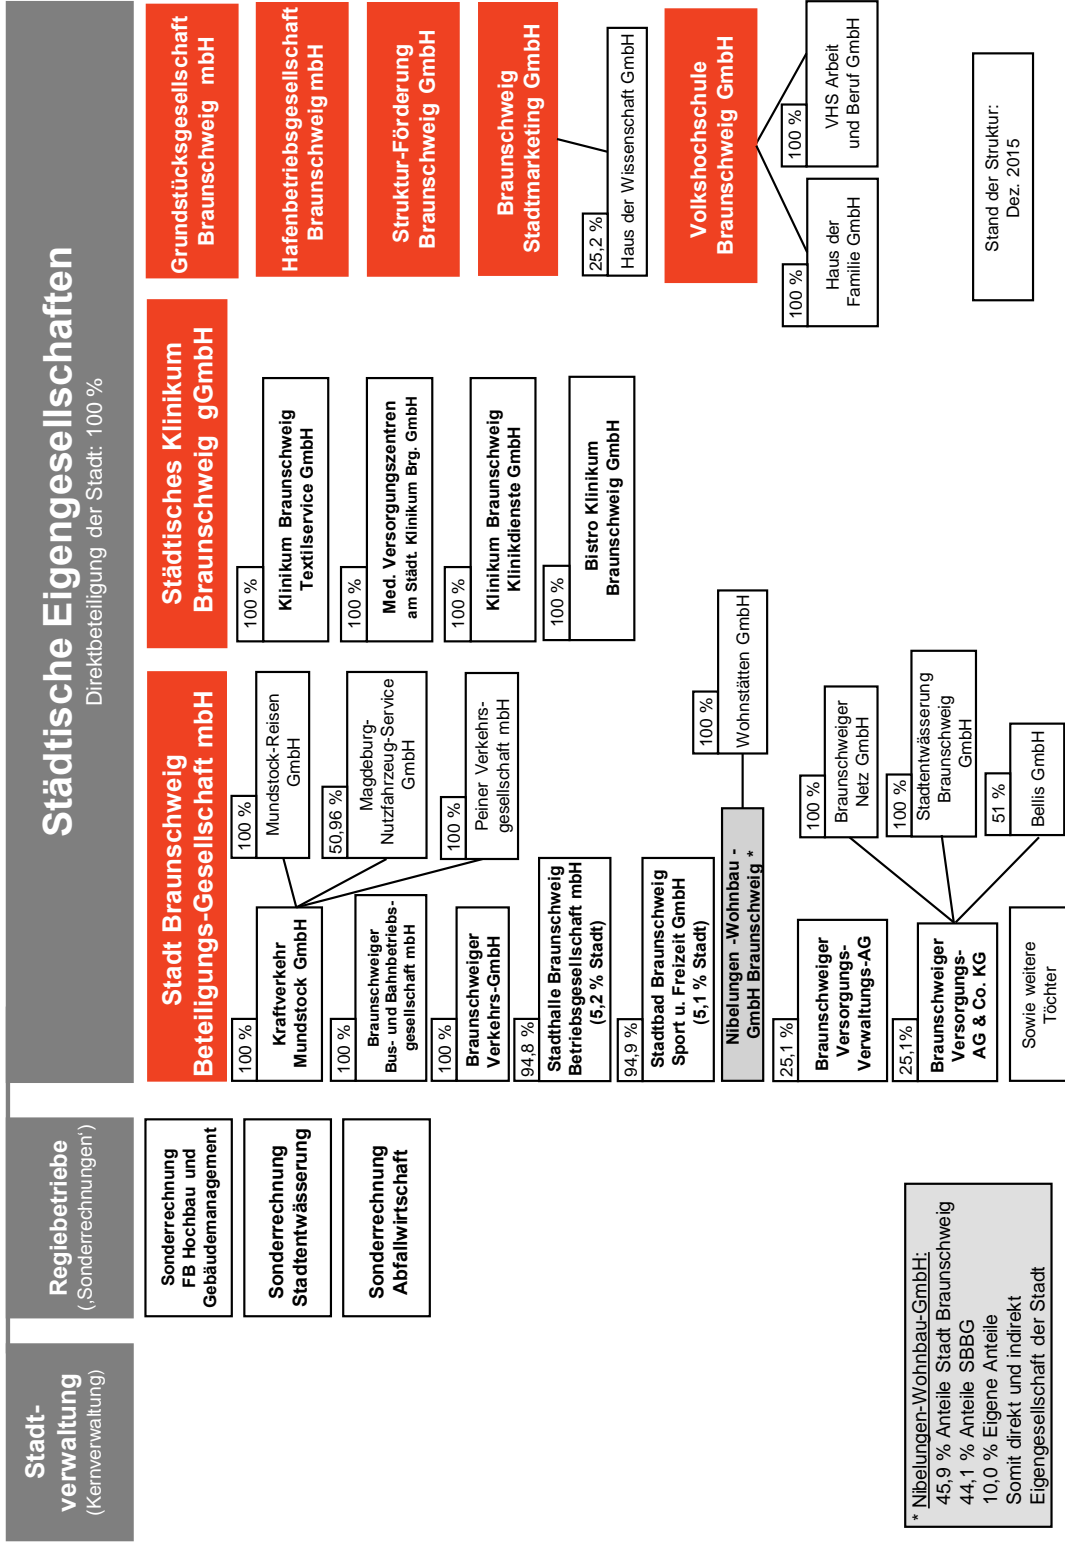 Stadt-
verwaltung
(Kernverwaltung)
Regiebetriebe
(‚Sonderrechnungen‘)
Städtische Eigengesellschaften
Direktbeteiligung der Stadt: 100 %
Sonderrechnung
FB Hochbau und
Gebäudemanagement
Sonderrechnung
Stadtentwässerung
Sonderrechnung
Abfallwirtschaft
Stadt Braunschweig
Beteiligungs-Gesellschaft mbH
100 %
Kraftverkehr
Mundstock GmbH
100 %
Mundstock-Reisen
GmbH
50,96 %
Magdeburg-
Nutzfahrzeug-Service
GmbH
100 %
Peiner Verkehrs-
gesellschaft mbH
100 %
Braunschweiger
Bus- und Bahnbetriebs-
gesellschaft mbH
100 %
Braunschweiger
Verkehrs-GmbH
94,8 %
Stadthalle Braunschweig
Betriebsgesellschaft mbH
(5,2 % Stadt)
94,9 %
Stadtbad Braunschweig
Sport u. Freizeit GmbH
(5,1 % Stadt)
Nibelungen -Wohnbau -
GmbH Braunschweig *
100 %
Wohnstätten GmbH
25,1 %
Braunschweiger
Versorgungs-
Verwaltungs-AG
25,1%
Braunschweiger
Versorgungs-
AG & Co. KG
100 %
Braunschweiger
Netz GmbH
100 %
Stadtentwässerung
Braunschweig
GmbH
51 %
Bellis GmbH
Sowie weitere
Töchter
Städtisches Klinikum
Braunschweig gGmbH
100 %
Klinikum Braunschweig
Textilservice GmbH
100 %
Med. Versorgungszentren
am Städt. Klinikum Brg. GmbH
100 %
Klinikum Braunschweig
Klinikdienste GmbH
100 %
Bistro Klinikum
Braunschweig GmbH
Grundstücksgesellschaft
Braunschweig mbH
Hafenbetriebsgesellschaft
Braunschweig mbH
Struktur-Förderung
Braunschweig GmbH
Braunschweig
Stadtmarketing GmbH
25,2 %
Haus der Wissenschaft GmbH
Volkshochschule
Braunschweig GmbH
100 %
Haus der
Familie GmbH
100 %
VHS Arbeit
und Beruf GmbH
* Nibelungen-Wohnbau-GmbH:
45,9 % Anteile Stadt Braunschweig
44,1 % Anteile SBBG
10,0 % Eigene Anteile
Somit direkt und indirekt
Eigengesellschaft der Stadt
Stand der Struktur:
Dez. 2015